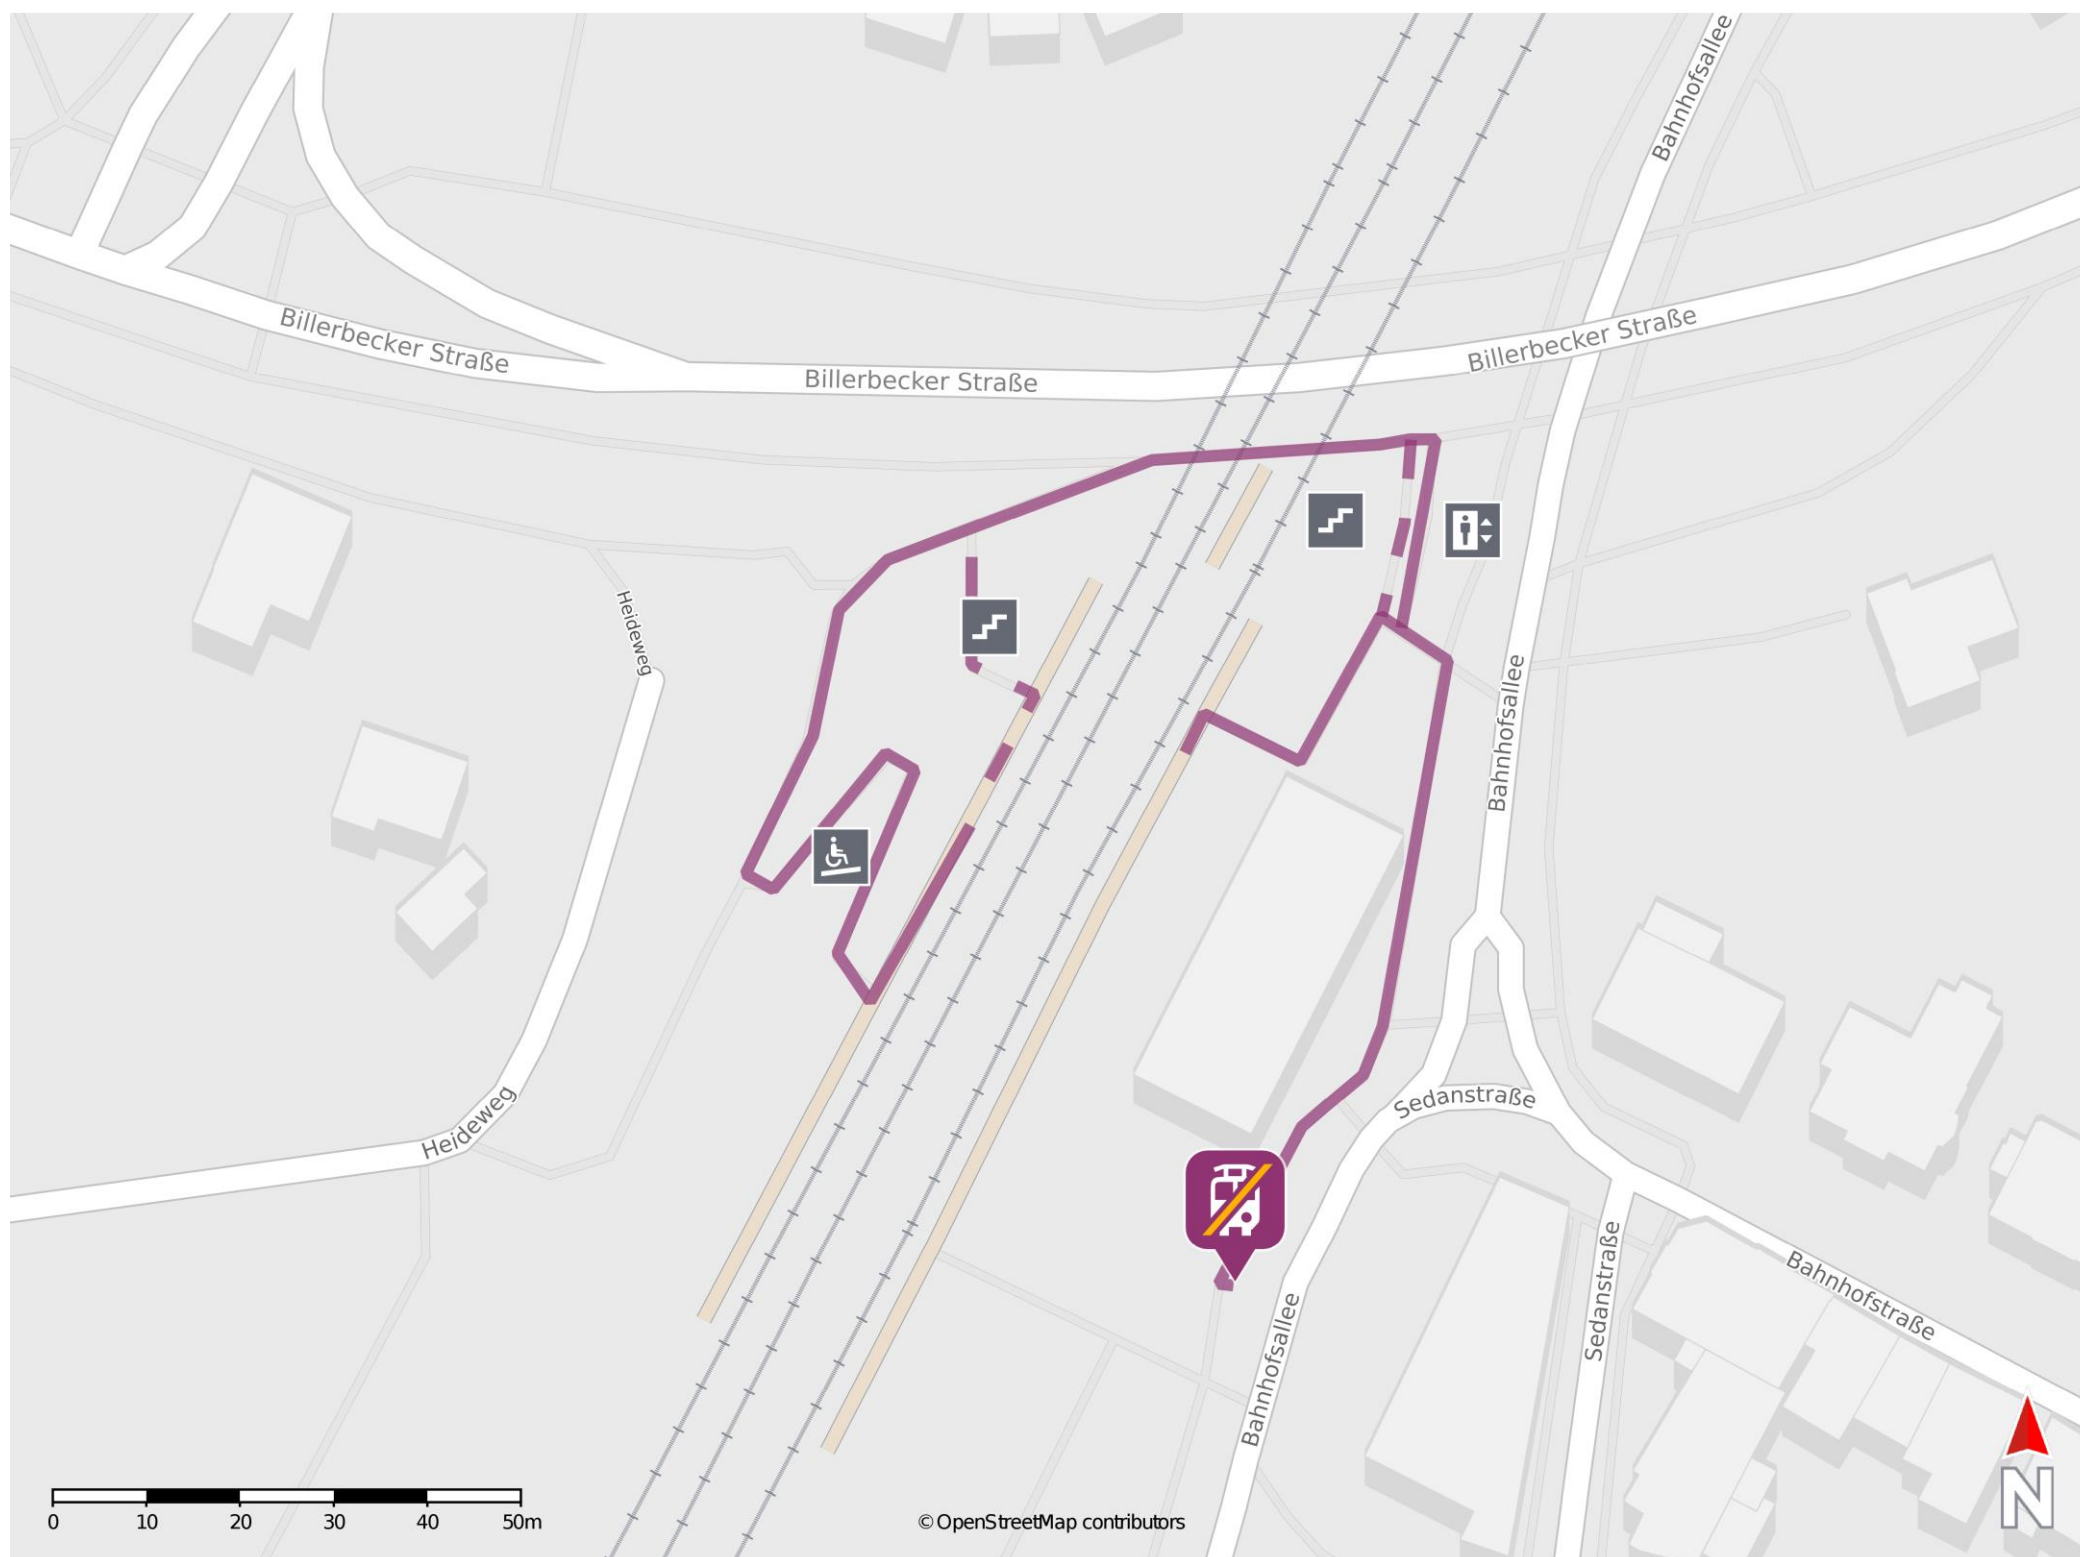 Bahnhofsallee
Billerbecker Straße
Billerbecker Straße
Billerbecker Straße
Heideweg
Bahnhofsallee
Heideweg
Sedanstraße
Sedanstraße
Bahnhofstraße
Bahnhofsallee
N
0 10 20 30 40 50m
© OpenStreetMap contributors